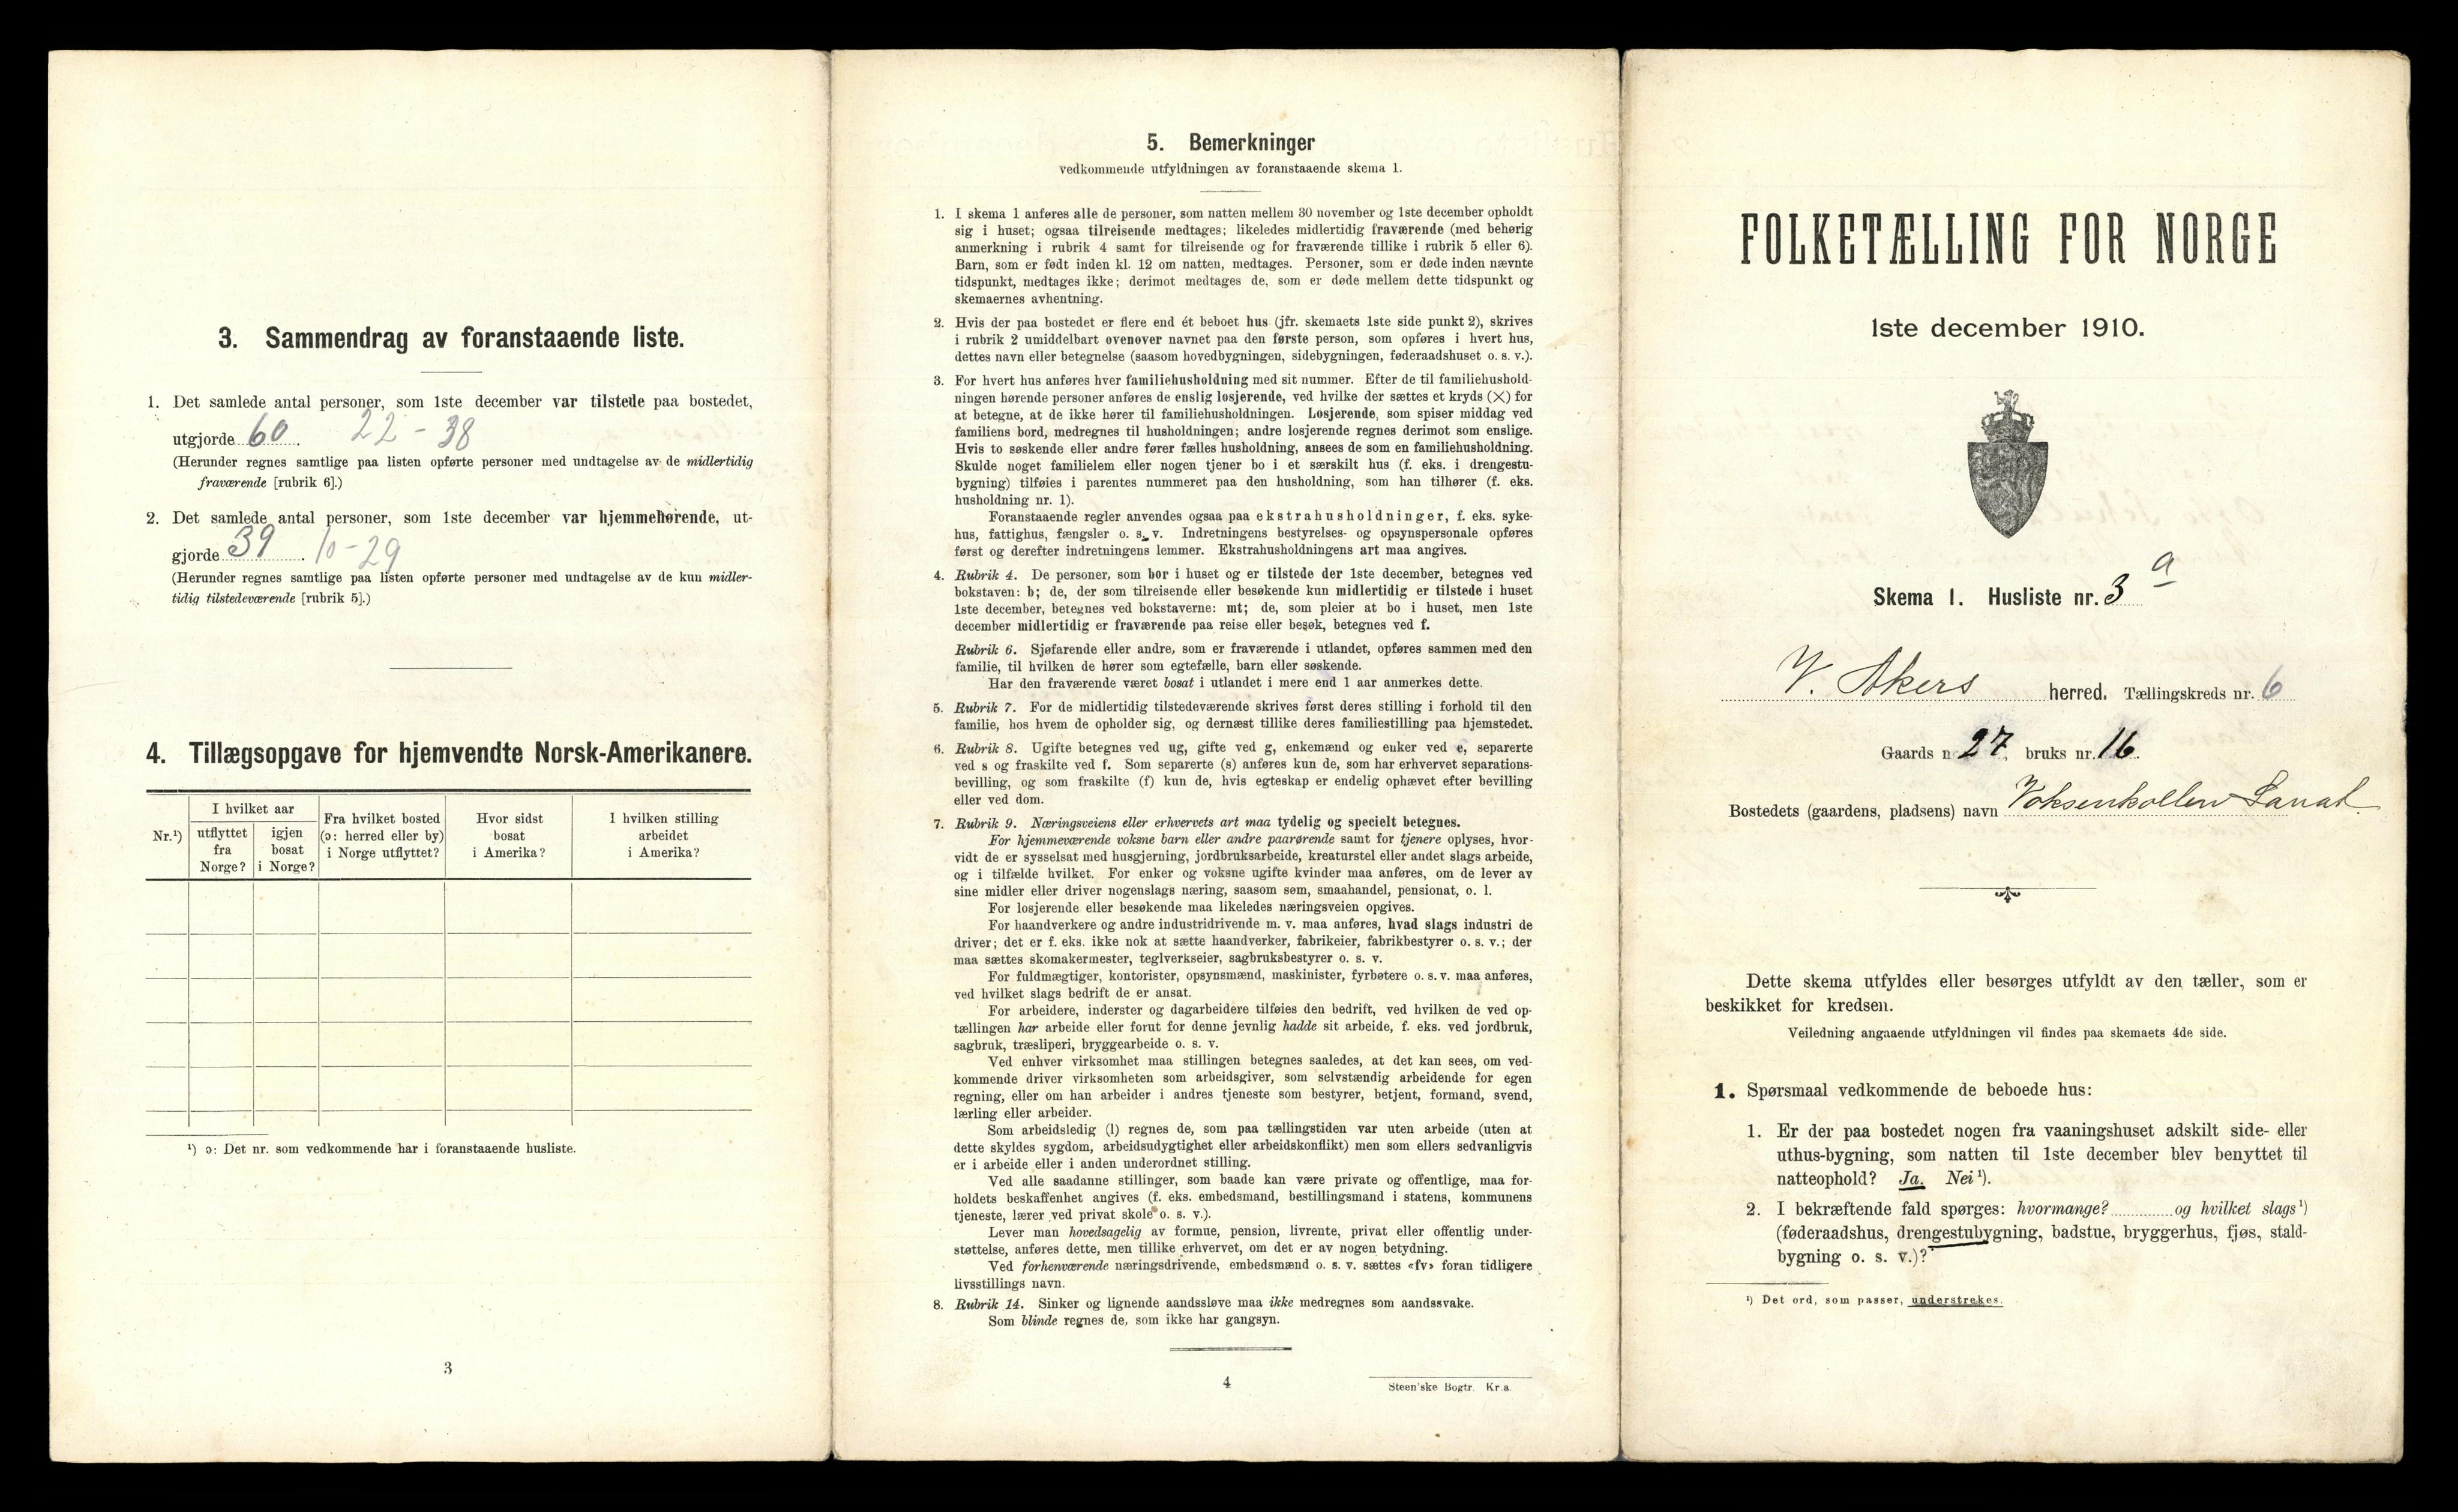 3. Sammendrag av foranstaaende liste.
1. Det samlede antal personer, som 1ste december var tilstede paa bostedet,
utgjorde 60. 22 - 38
(Herunder regnes samtlige paa listen opførte personer med undtagelse av de midlertidig
fraværende [rubrik 6].)
2. Det samlede antal personer, som 1ste december var hjemmehørende, ut-
gjorde 39. 10-29
(Herunder regnes samtlige paa listen opførte personer med undtagelse av de kun midler-
tidig tilstedeværende [rubrik 5].)
4. Tillægsopgave for hjemvendte Norsk-Amerikanere.
Nr.¹)
I hvilket aar
utflyttet
fra
Norge?
igjen
bosat
i Norge?
Fra hvilket bosted
(ɔ: herred eller by)
i Norge utflyttet?
Hvor sidst
bosat
i Amerika?
I hvilken stilling
arbeidet
i Amerika?
¹) ɔ: Det nr. som vedkommende har i foranstaaende husliste.
3
5. Bemerkninger
vedkommende utfyldningen av foranstaaende skema 1.
1. I skema 1 anføres alle de personer, som natten mellem 30 november og 1ste december opholdt
sig i huset; ogsaa tilreisende medtages; likeledes midlertidig fraværende (med behørig
anmerkning i rubrik 4 samt for tilreisende og for fraværende tillike i rubrik 5 eller 6).
Barn, som er født inden kl. 12 om natten, medtages. Personer, som er døde inden nævnte
tidspunkt, medtages ikke; derimot medtages de, som er døde mellem dette tidspunkt og
skemaernes avhentning.
2. Hvis der paa bostedet er flere end ét beboet hus (jfr. skemaets 1ste side punkt 2), skrives
i rubrik 2 umiddelbart ovenover navnet paa den første person, som opføres i hvert hus,
dettes navn eller betegnelse (saasom hovedbygningen, sidebygningen, føderaadshuset o. s. v.).
3. For hvert hus anføres hver familiehusholdning med sit nummer. Efter de til familiehushold-
ningen hørende personer anføres de enslig losjerende, ved hvilke der sættes et kryds (×) for
at betegne, at de ikke hører til familiehusholdningen. Losjerende, som spiser middag ved
familiens bord, medregnes til husholdningen; andre losjerende regnes derimot som enslige.
Hvis to søskende eller andre fører fælles husholdning, ansees de som en familiehusholdning.
Skulde noget familielem eller nogen tjener bo i et særskilt hus (f. eks. i drengestu-
bygning) tilføies i parentes nummeret paa den husholdning, som han tilhører (f. eks.
husholdning nr. 1).
Foranstaaende regler anvendes ogsaa paa ekstrahusholdninger, f. eks. syke-
hus, fattighus, fængsler o. s. v. Indretningens bestyrelses- og opsynspersonale opføres
først og derefter indretningens lemmer. Ekstrahusholdningens art maa angives.
4. Rubrik 4. De personer, som bor i huset og er tilstede der 1ste december, betegnes ved
bokstaven: b; de, der som tilreisende eller besøkende kun midlertidig er tilstede i huset
1ste december, betegnes ved bokstaverne: mt; de, som pleier at bo i huset, men 1ste
december midlertidig er fraværende paa reise eller besøk, betegnes ved f.
Rubrik 6. Sjøfarende eller andre, som er fraværende i utlandet, opføres sammen med den
familie, til hvilken de hører som egtefælle, barn eller søskende.
Har den fraværende været bosat i utlandet i mere end 1 aar anmerkes dette.
5. Rubrik 7. For de midlertidig tilstedeværende skrives først deres stilling i forhold til den
familie, hos hvem de opholder sig, og dernæst tillike deres familiestilling paa hjemstedet.
6. Rubrik 8. Ugifte betegnes ved ug, gifte ved g, enkemænd og enker ved e, separerte
ved s og fraskilte ved f. Som separerte (s) anføres kun de, som har erhvervet separations-
bevilling, og som fraskilte (f) kun de, hvis egteskap er endelig ophævet efter bevilling
eller ved dom.
7. Rubrik 9. Næringsveiens eller erhvervets art maa tydelig og specielt betegnes.
For hjemmeværende voksne barn eller andre paarørende samt for tjenere oplyses, hvor-
vidt de er sysselsat med husgjerning, jordbruksarbeide, kreaturstel eller andet slags arbeide,
og i tilfælde hvilket. For enker og voksne ugifte kvinder maa anføres, om de lever av
sine midler eller driver nogenslags næring, saasom søm, smaahandel, pensionat, o. l.
For losjerende eller besøkende maa likeledes næringsveien opgives.
For haandverkere og andre industridrivende m. v. maa anføres, hvad slags industri de
driver; det er f. eks. ikke nok at sætte haandverker, fabrikeier, fabrikbestyrer o. s. v.; der
maa sættes skomakermester, teglverkseier, sagbruksbestyrer o. s. v.
For fuldmægtiger, kontorister, opsynsmænd, maskinister, fyrbøtere o. s. v. maa anføres,
ved hvilket slags bedrift de er ansat.
For arbeidere, inderster og dagarbeidere tilføies den bedrift, ved hvilken de ved op-
tællingen har arbeide eller forut for denne jevnlig hadde sit arbeide, f. eks. ved jordbruk,
sagbruk, træsliperi, bryggearbeide o. s. v.
Ved enhver virksomhet maa stillingen betegnes saaledes, at det kan sees, om ved-
kommende driver virksomheten som arbeidsgiver, som selvstændig arbeidende for egen
regning, eller om han arbeider i andres tjeneste som bestyrer, betjent, formand, svend,
lærling eller arbeider.
Som arbeidsledig (l) regnes de, som paa tællingstiden var uten arbeide (uten at
dette skyldes sygdom, arbeidsudygtighet eller arbeidskonflikt) men som ellers sedvanligvis
er i arbeide eller i anden underordnet stilling.
Ved alle saadanne stillinger, som baade kan være private og offentlige, maa for-
holdets beskaffenhet angives (f. eks. embedsmand, bestillingsmand i statens, kommunens
tjeneste, lærer ved privat skole o. s. v.).
Lever man hovedsagelig av formue, pension, livrente, privat eller offentlig under-
støttelse, anføres dette, men tillike erhvervet, om det er av nogen betydning.
Ved forhenværende næringsdrivende, embedsmænd o. s. v. sættes «fv» foran tidligere
livsstillings navn.
8. Rubrik 14. Sinker og lignende aandssløve maa ikke medregnes som aandssvake.
Som blinde regnes de, som ikke har gangsyn.
4
Steen'ske Bogtr. Kr.a.
FOLKETÆLLING FOR NORGE
1ste december 1910.
Skema 1. Husliste nr. 3 a
V. Akers herred. Tællingskreds nr. 6
Gaards n 27, bruks nr. 16.
Bostedets (gaardens, pladsens) navn Voksenkollen Sanat.
Dette skema utfyldes eller besørges utfyldt av den tæller, som er
beskikket for kredsen.
Veiledning angaaende utfyldningen vil findes paa skemaets 4de side.
1. Spørsmaal vedkommende de beboede hus:
1. Er der paa bostedet nogen fra vaaningshuset adskilt side- eller
uthus-bygning, som natten til 1ste december blev benyttet til
natteophold? Ja. Nei ¹).
2. I bekræftende fald spørges: hvormange? og hvilket slags ¹)
(føderaadshus, drengestubygning, badstue, bryggerhus, fjøs, stald-
bygning o. s. v.)?
¹) Det ord, som passer, understrekes.